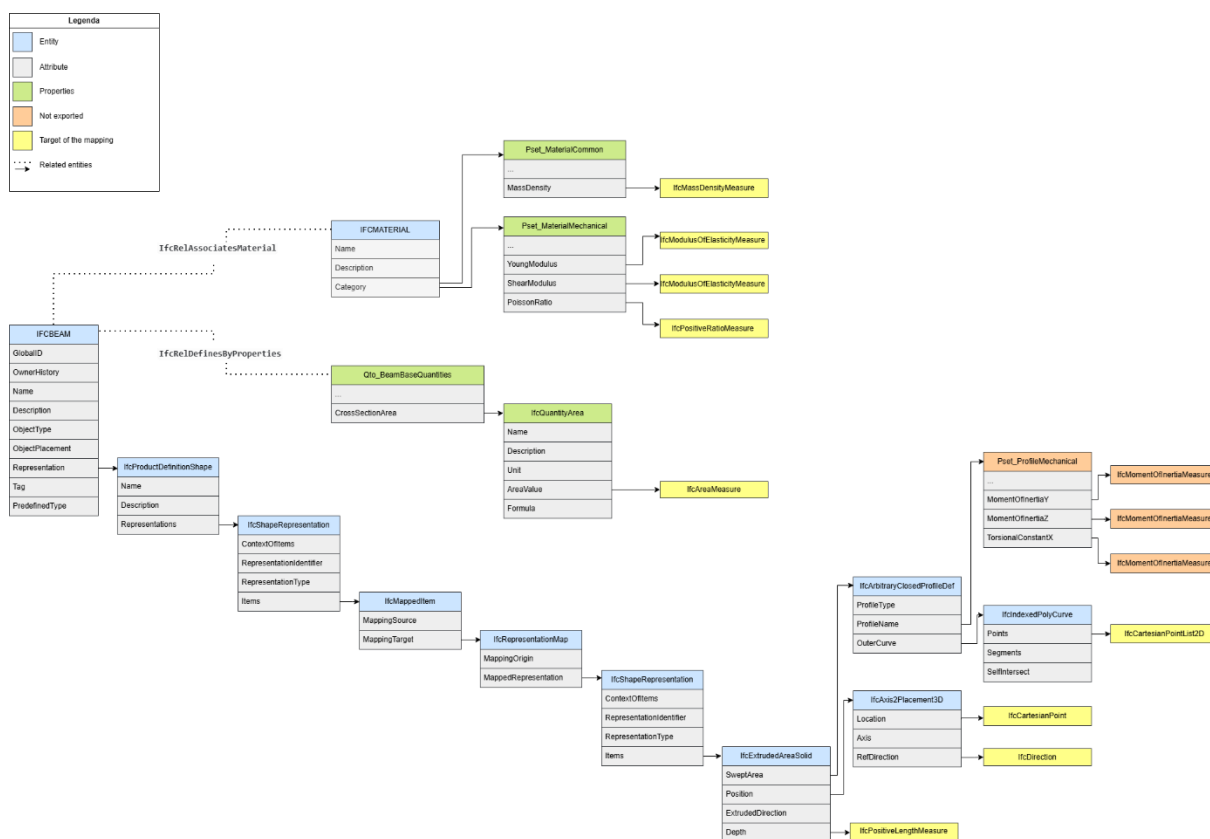 Legenda
Entity
Attribute
Properties
Not exported
Target of the mapping
Related entities
Pset_MaterialCommon
...
MassDensity
IfcMassDensityMeasure
IFCMATERIAL
Name
Description
Category
IfcRelAssociatesMaterial
Pset_MaterialMechanical
...
YoungModulus
ShearModulus
PoissonRatio
IfcModulusOfElasticityMeasure
IfcModulusOfElasticityMeasure
IfcPositiveRatioMeasure
IFCBEAM
GlobalID
OwnerHistory
Name
Description
ObjectType
ObjectPlacement
Representation
Tag
PredefinedType
IfcRelDefinesByProperties
Qto_BeamBaseQuantities
...
CrossSectionArea
IfcQuantityArea
Name
Description
Unit
AreaValue
Formula
IfcAreaMeasure
IfcProductDefinitionShape
Name
Description
Representations
IfcShapeRepresentation
ContextOfItems
RepresentationIdentifier
RepresentationType
Items
IfcMappedItem
MappingSource
MappingTarget
IfcRepresentationMap
MappingOrigin
MappedRepresentation
IfcShapeRepresentation
ContextOfItems
RepresentationIdentifier
RepresentationType
Items
IfcExtrudedAreaSolid
SweptArea
Position
ExtrudedDirection
Depth
IfcPositiveLengthMeasure
IfcArbitraryClosedProfileDef
ProfileType
ProfileName
OuterCurve
Pset_ProfileMechanical
...
MomentOfInertiaY
MomentOfInertiaZ
TorsionalConstantX
IfcMomentOfInertiaMeasure
IfcMomentOfInertiaMeasure
IfcMomentOfInertiaMeasure
IfcIndexedPolyCurve
Points
Segments
SelfIntersect
IfcCartesianPointList2D
IfcAxis2Placement3D
Location
Axis
RefDirection
IfcCartesianPoint
IfcDirection